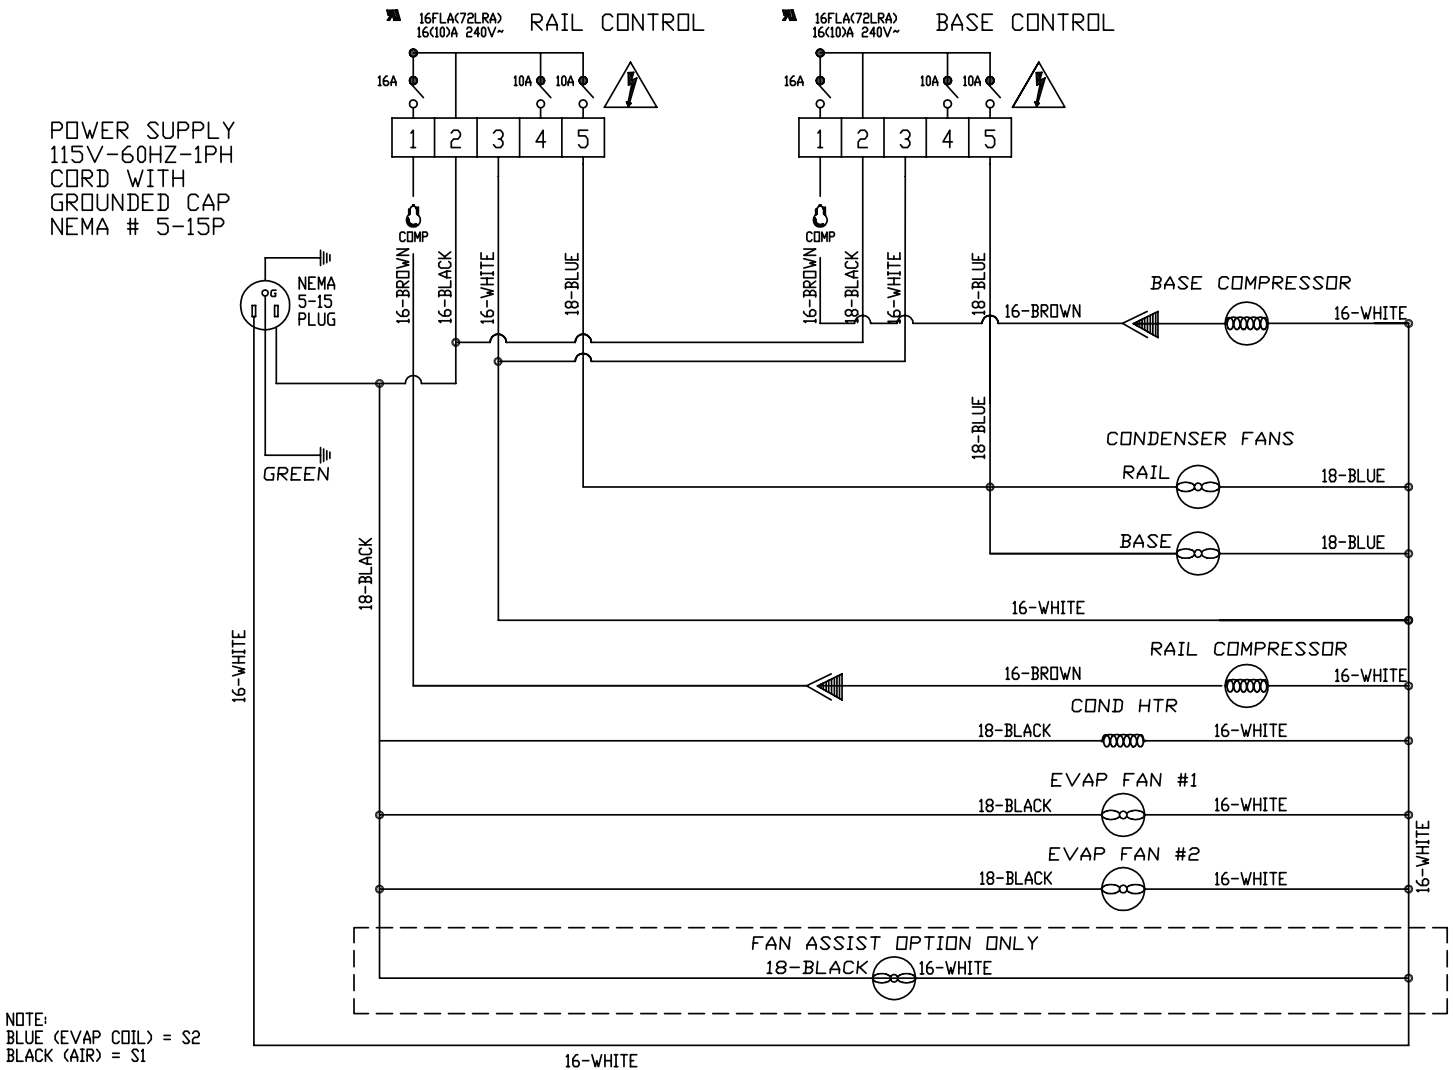 16FLA(72LRA)
16(10)A 240V~
RAIL CONTROL
16FLA(72LRA)
16(10)A 240V~
BASE CONTROL
16A
10A
10A
16A
10A
10A
1
2
3
4
5
1
2
3
4
5
POWER SUPPLY
115V-60HZ-1PH
CORD WITH
GROUNDED CAP
NEMA # 5-15P
COMP
COMP
16-BROWN
16-BLACK
16-WHITE
18-BLUE
16-BROWN
18-BLACK
16-WHITE
18-BLUE
G
NEMA
5-15
PLUG
BASE COMPRESSOR
16-BROWN
16-WHITE
18-BLUE
CONDENSER FANS
RAIL
18-BLUE
GREEN
BASE
18-BLUE
18-BLACK
16-WHITE
16-WHITE
RAIL COMPRESSOR
16-BROWN
16-WHITE
COND HTR
18-BLACK
16-WHITE
EVAP FAN #1
18-BLACK
16-WHITE
EVAP FAN #2
18-BLACK
16-WHITE
16-WHITE
FAN ASSIST OPTION ONLY
18-BLACK
16-WHITE
NOTE:
BLUE (EVAP COIL) = S2
BLACK (AIR) = S1
16-WHITE